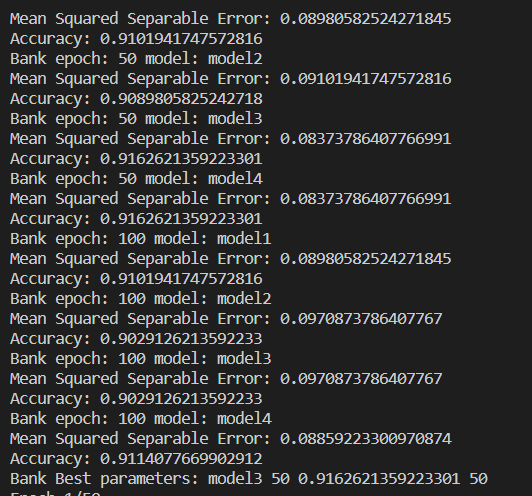 Mean Squared Separable Error: 0.08980582524271845
Accuracy: 0.9101941747572816
Bank epoch: 50 model: model2
Mean Squared Separable Error: 0.09101941747572816
Accuracy: 0.9089805825242718
Bank epoch: 50 model: model3
Mean Squared Separable Error: 0.08373786407766991
Accuracy: 0.9162621359223301
Bank epoch: 50 model: model4
Mean Squared Separable Error: 0.08373786407766991
Accuracy: 0.9162621359223301
Bank epoch: 100 model: model1
Mean Squared Separable Error: 0.08980582524271845
Accuracy: 0.9101941747572816
Bank epoch: 100 model: model2
Mean Squared Separable Error: 0.0970873786407767
Accuracy: 0.9029126213592233
Bank epoch: 100 model: model3
Mean Squared Separable Error: 0.0970873786407767
Accuracy: 0.9029126213592233
Bank epoch: 100 model: model4
Mean Squared Separable Error: 0.08859223300970874
Accuracy: 0.9114077669902912
Bank Best parameters: model3 50 0.9162621359223301 50
Epoch 1/50